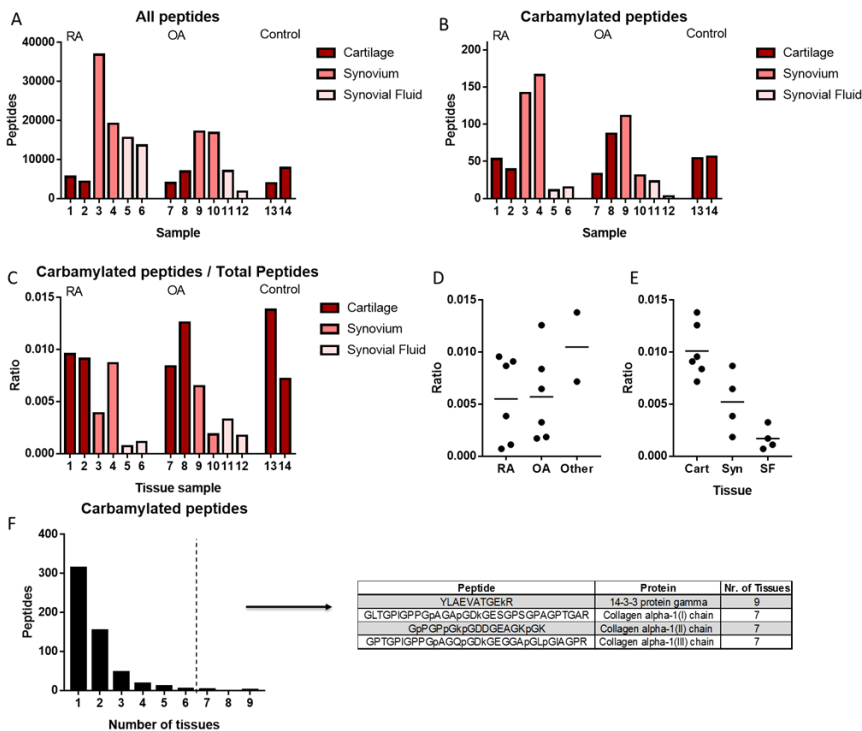 A
All peptides
RA
OA
Control
40000
30000
20000
10000
0
Peptides
1 2 3 4 5 6 7 8 9 10 11 12 13 14
Sample
Cartilage
Synovium
Synovial Fluid
B
Carbamylated peptides
RA
OA
Control
200
150
100
50
0
Peptides
1 2 3 4 5 6 7 8 9 10 11 12 13 14
Sample
Cartilage
Synovium
Synovial Fluid
C
Carbamylated peptides / Total Peptides
RA
OA
Control
0.015
0.010
0.005
0.000
Ratio
1 2 3 4 5 6 7 8 9 10 11 12 13 14
Tissue sample
Cartilage
Synovium
Synovial Fluid
D
0.015
0.010
0.005
0.000
Ratio
RA OA Other
E
0.015
0.010
0.005
0.000
Ratio
Cart Syn SF
Tissue
F
Carbamylated peptides
400
300
200
100
0
Peptides
1 2 3 4 5 6 7 8 9
Number of tissues
Peptide Protein Nr. of Tissues
YLAEVATGEkR 14-3-3 protein gamma 9
GLTGPIGPPGpAGApGDkGESGPSGPAGPTGAR Collagen alpha-1(I) chain 7
GpPGPpGkpGDDGEAGKpGK Collagen alpha-1(II) chain 7
GPTGPIGPPGpAGQpGDkGEGGApGLpGIAGPR Collagen alpha-1(III) chain 7